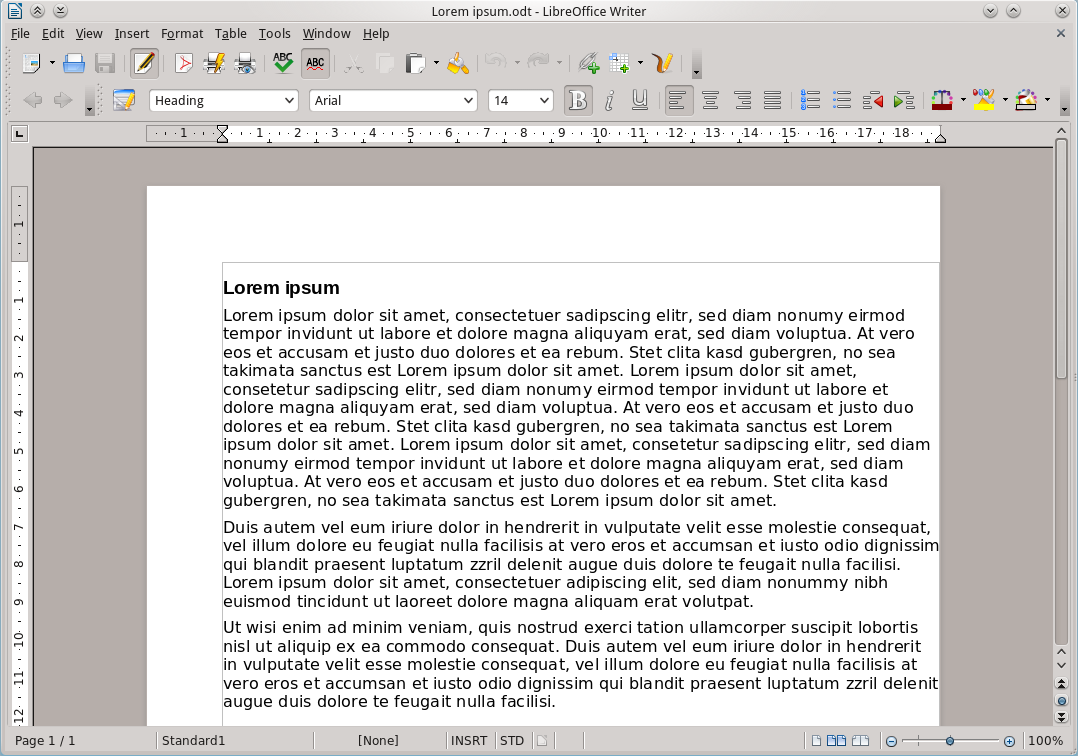 Lorem ipsum.odt - LibreOffice Writer
File Edit View Insert Format Table Tools Window Help
ABC ABC
Heading Arial 14 B i U
1 1 2 3 4 5 6 7 8 9 10 11 12 13 14 15 16 17 18
1
1
2
3
4
5
6
7
8
9
10
11
12
Lorem ipsum
Lorem ipsum dolor sit amet, consectetuer sadipscing elitr, sed diam nonumy eirmod
tempor invidunt ut labore et dolore magna aliquyam erat, sed diam voluptua. At vero
eos et accusam et justo duo dolores et ea rebum. Stet clita kasd gubergren, no sea
takimata sanctus est Lorem ipsum dolor sit amet. Lorem ipsum dolor sit amet,
consetetur sadipscing elitr, sed diam nonumy eirmod tempor invidunt ut labore et
dolore magna aliquyam erat, sed diam voluptua. At vero eos et accusam et justo duo
dolores et ea rebum. Stet clita kasd gubergren, no sea takimata sanctus est Lorem
ipsum dolor sit amet. Lorem ipsum dolor sit amet, consetetur sadipscing elitr, sed diam
nonumy eirmod tempor invidunt ut labore et dolore magna aliquyam erat, sed diam
voluptua. At vero eos et accusam et justo duo dolores et ea rebum. Stet clita kasd
gubergren, no sea takimata sanctus est Lorem ipsum dolor sit amet.
Duis autem vel eum iriure dolor in hendrerit in vulputate velit esse molestie consequat,
vel illum dolore eu feugiat nulla facilisis at vero eros et accumsan et iusto odio dignissim
qui blandit praesent luptatum zzril delenit augue duis dolore te feugait nulla facilisi.
Lorem ipsum dolor sit amet, consectetuer adipiscing elit, sed diam nonummy nibh
euismod tincidunt ut laoreet dolore magna aliquam erat volutpat.
Ut wisi enim ad minim veniam, quis nostrud exerci tation ullamcorper suscipit lobortis
nisl ut aliquip ex ea commodo consequat. Duis autem vel eum iriure dolor in hendrerit
in vulputate velit esse molestie consequat, vel illum dolore eu feugiat nulla facilisis at
vero eros et accumsan et iusto odio dignissim qui blandit praesent luptatum zzril delenit
augue duis dolore te feugait nulla facilisi.
Page 1 / 1 Standard1 [None] INSRT STD 100%